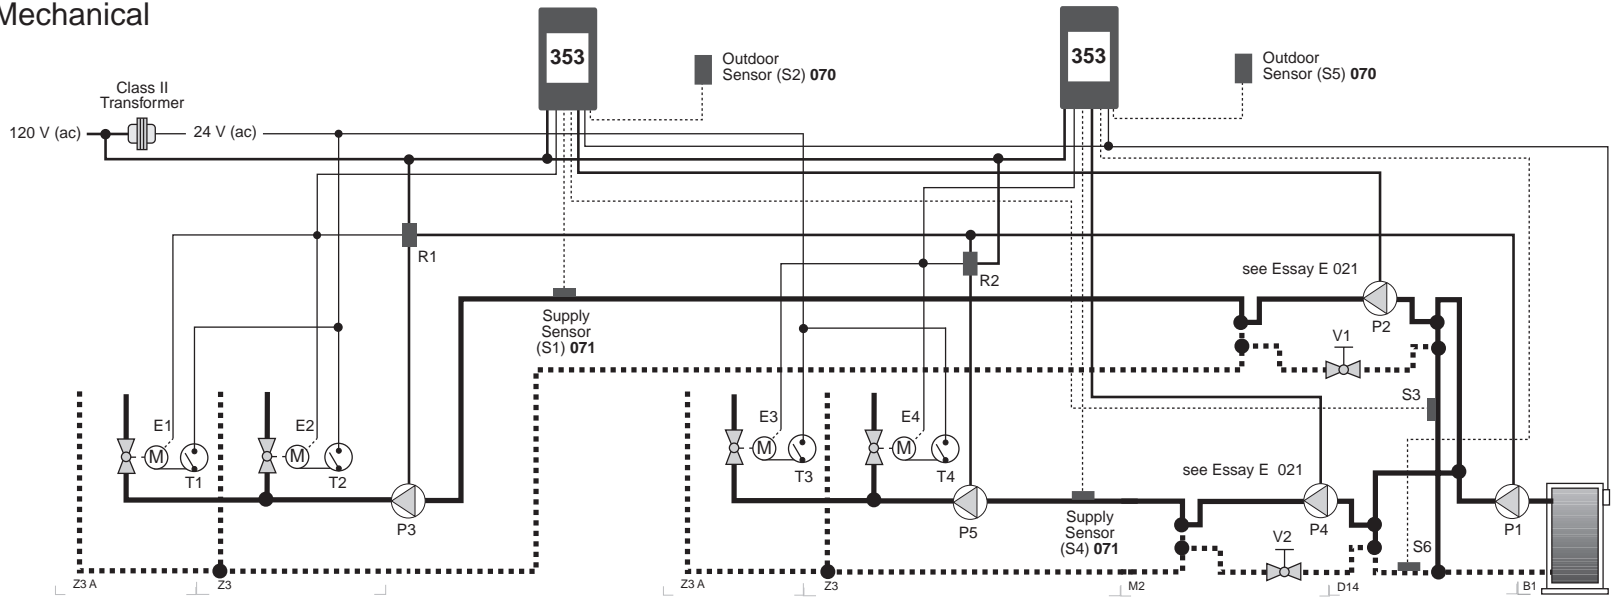 Mechanical
353
353
Outdoor
Sensor (S2) 070
Outdoor
Sensor (S5) 070
Class II
Transformer
120 V (ac)
24 V (ac)
R1
R2
see Essay E 021
P2
Supply
Sensor
(S1) 071
V1
S3
E1
E2
E3
E4
M
M
M
M
T1
T2
T3
T4
see Essay E 021
P3
P5
P4
P1
Supply
Sensor
(S4) 071
V2
S6
Z3 A
Z3
Z3 A
Z3
M2
D14
B1